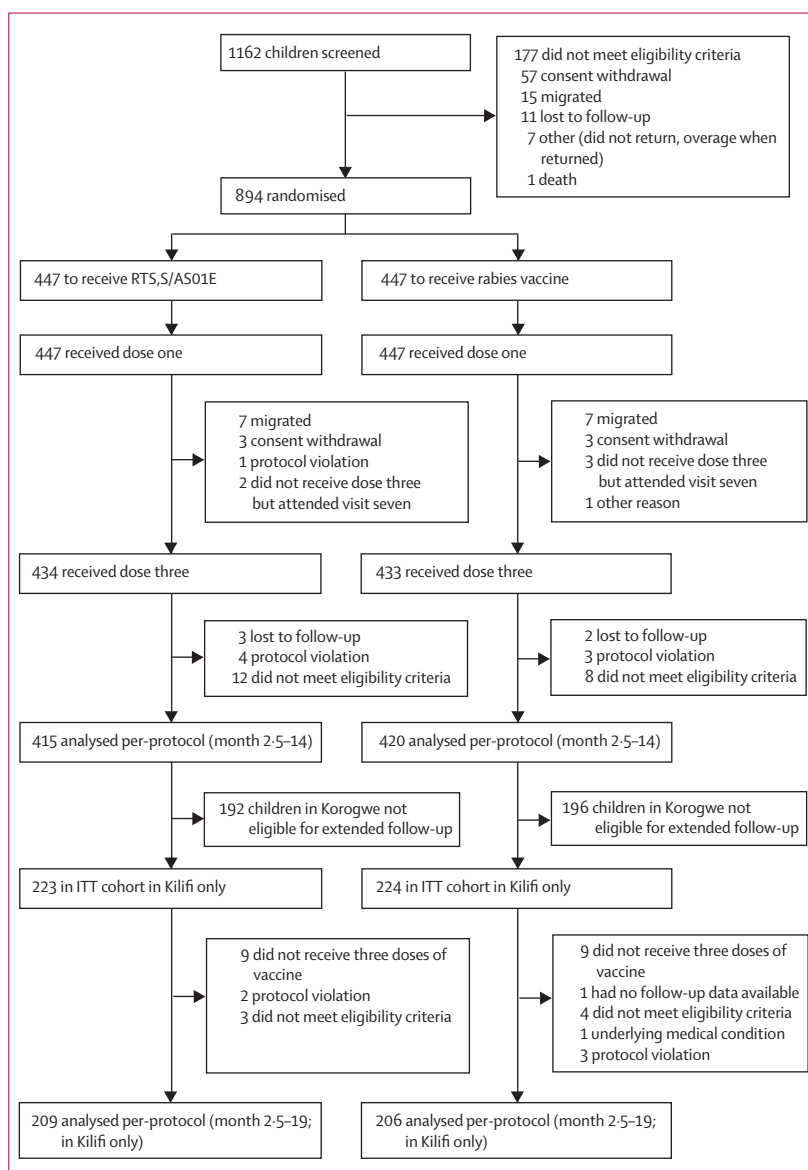 1162 children screened
177 did not meet eligibility criteria
57 consent withdrawal
15 migrated
11 lost to follow-up
7 other (did not return, overage when
returned)
1 death
894 randomised
447 to receive RTS,S/AS01E
447 to receive rabies vaccine
447 received dose one
447 received dose one
7 migrated
3 consent withdrawal
1 protocol violation
2 did not receive dose three
but attended visit seven
7 migrated
3 consent withdrawal
3 did not receive dose three
but attended visit seven
1 other reason
434 received dose three
433 received dose three
3 lost to follow-up
4 protocol violation
12 did not meet eligibility criteria
2 lost to follow-up
3 protocol violation
8 did not meet eligibility criteria
415 analysed per-protocol (month 2·5–14)
420 analysed per-protocol (month 2·5–14)
192 children in Korogwe not
eligible for extended follow-up
196 children in Korogwe not
eligible for extended follow-up
223 in ITT cohort in Kilifi only
224 in ITT cohort in Kilifi only
9 did not receive three doses of
vaccine
2 protocol violation
3 did not meet eligibility criteria
9 did not receive three doses of
vaccine
1 had no follow-up data available
4 did not meet eligibility criteria
1 underlying medical condition
3 protocol violation
209 analysed per-protocol (month 2·5–19;
in Kilifi only)
206 analysed per-protocol (month 2·5–19;
in Kilifi only)